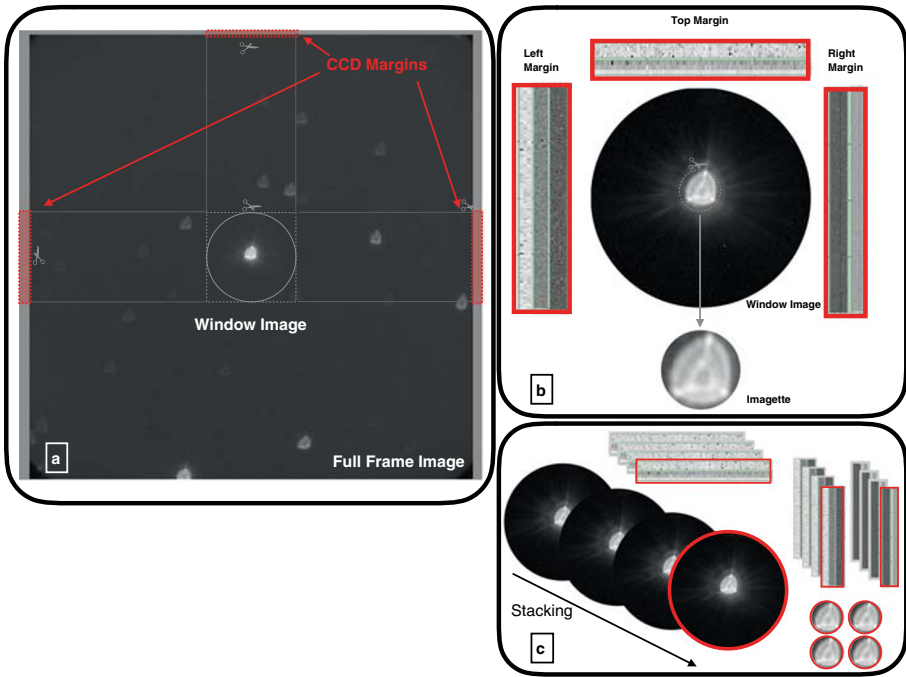 CCD Margins
Window Image
a
Full Frame Image
Top Margin
Left
Margin
Right
Margin
Window Image
b
Imagette
Stacking
c